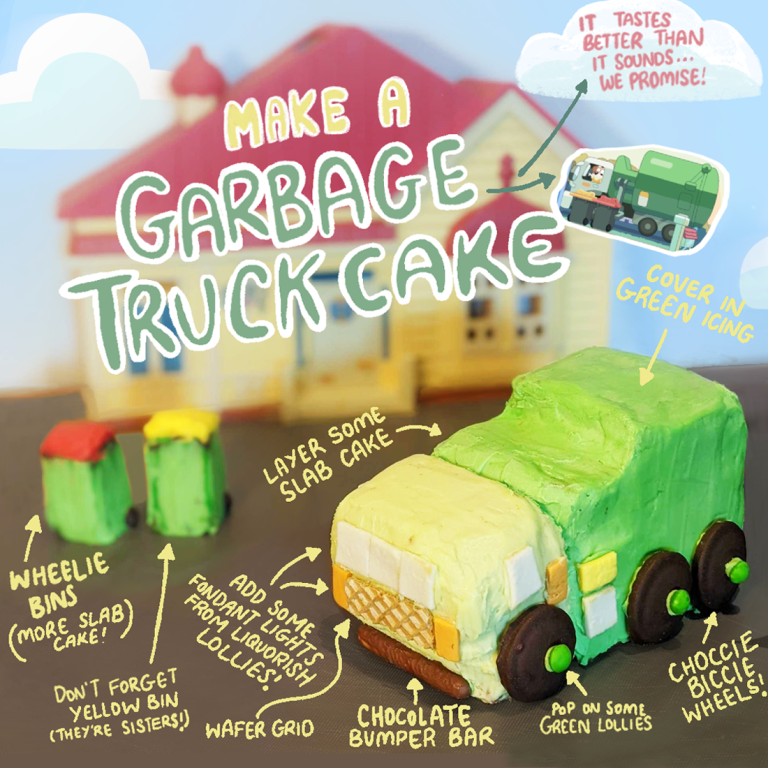 IT TASTES
BETTER THAN
IT SOUNDS...
WE PROMISE!
MAKE A
GARBAGE
TRUCK CAKE
COVER IN
GREEN ICING
LAYER SOME
SLAB CAKE
WHEELIE
BINS
(MORE SLAB
CAKE!)
ADD SOME
FONDANT LIGHTS
FROM LIQUORISH
LOLLIES!
DON'T FORGET
YELLOW BIN
(THEY'RE SISTERS!)
WAFER GRID
CHOCOLATE
BUMPER BAR
POP ON SOME
GREEN LOLLIES
CHOCCIE
BICCIE
WHEELS!